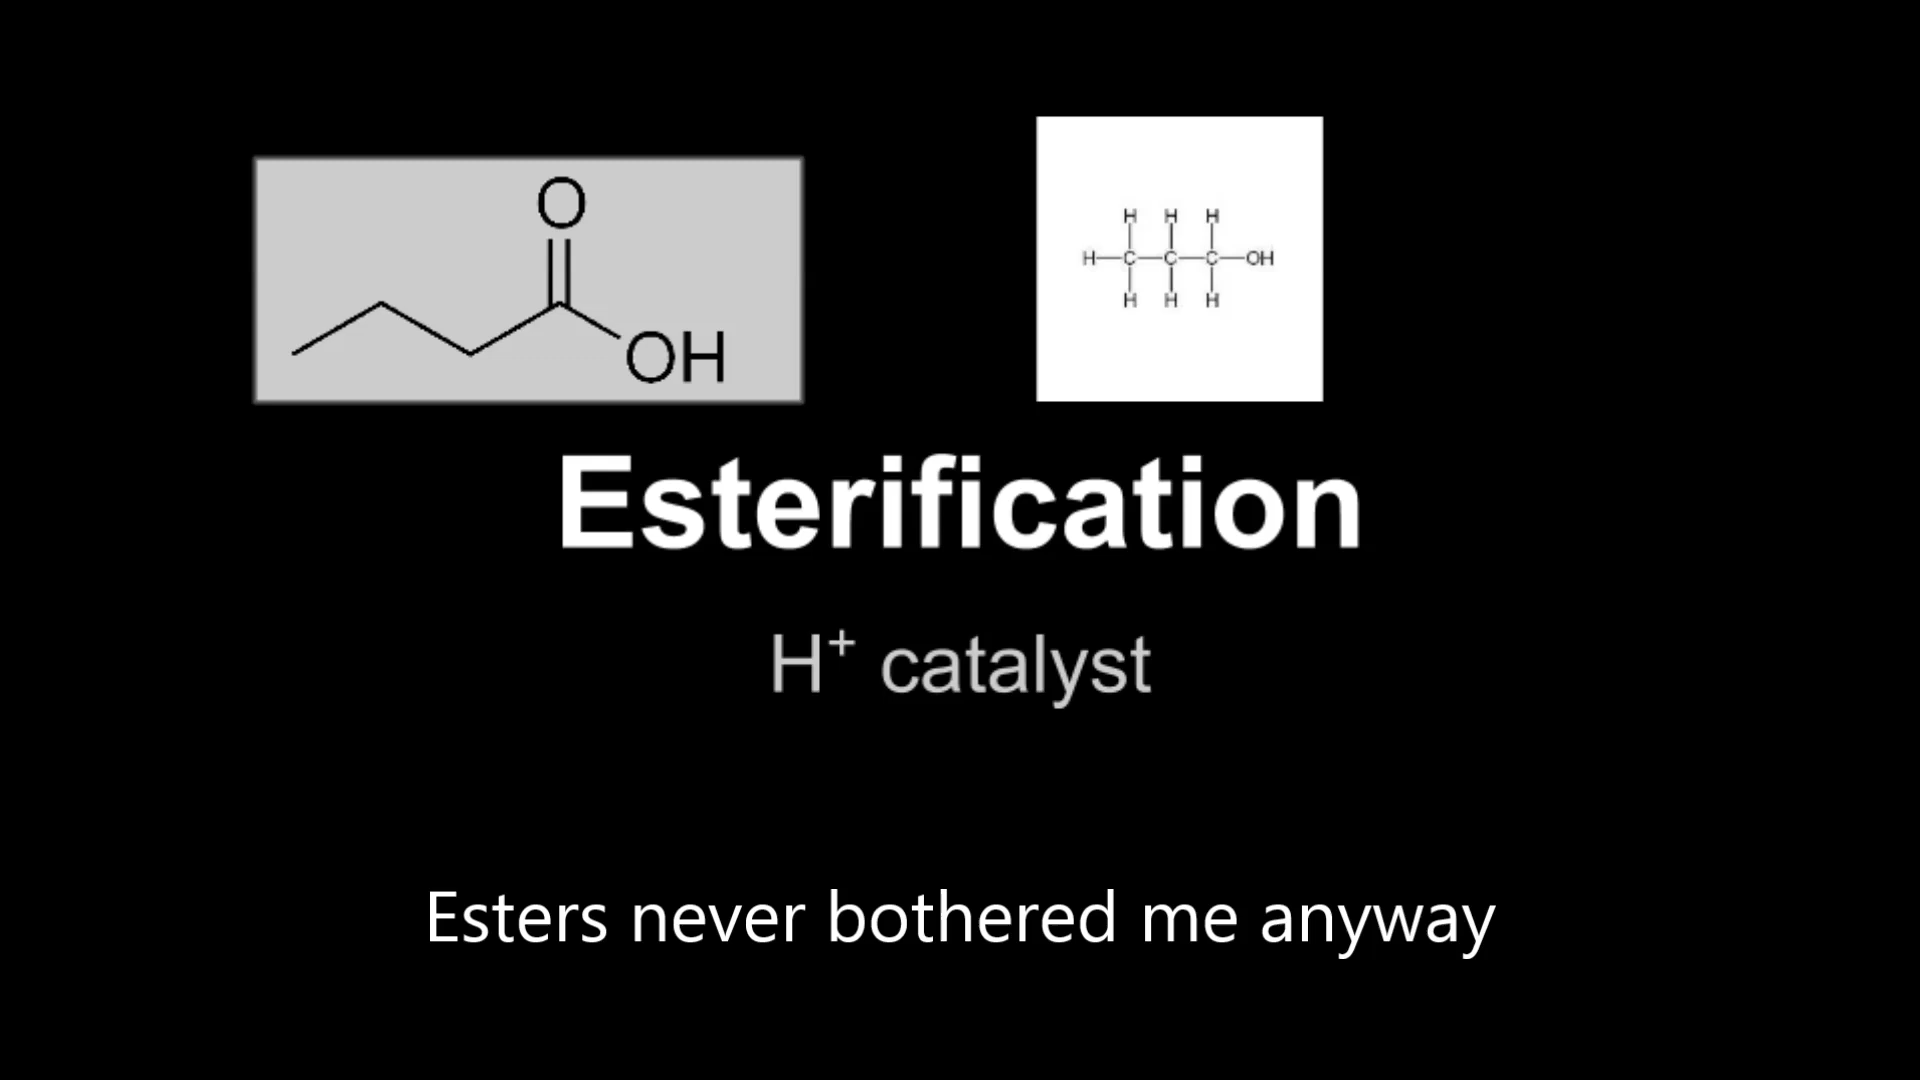 O
OH
H H H
H—C—C—C—OH
H H H
Esterification
H⁺ catalyst
Esters never bothered me anyway